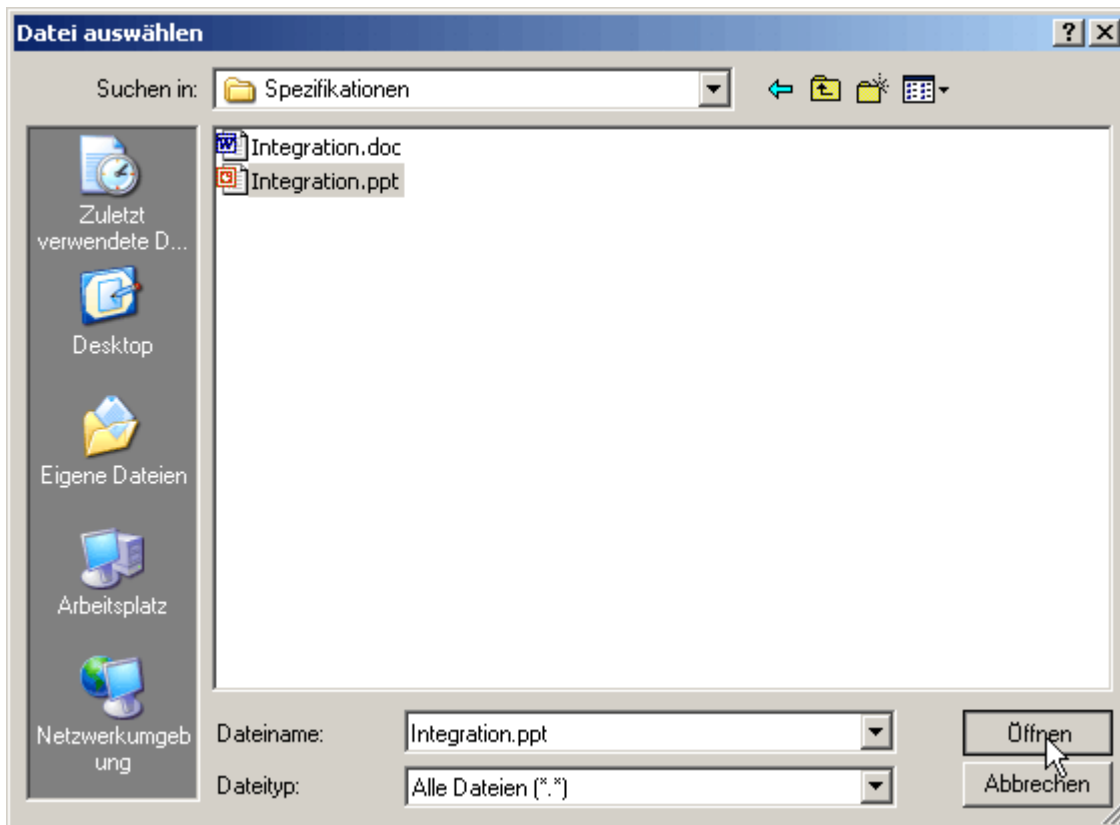 Datei auswählen
Suchen in:
Spezifikationen
Integration.doc
Integration.ppt
Zuletzt
verwendete D...
Desktop
Eigene Dateien
Arbeitsplatz
Netzwerkumgeb
ung
Dateiname:
Integration.ppt
Öffnen
Dateityp:
Alle Dateien (*.*)
Abbrechen